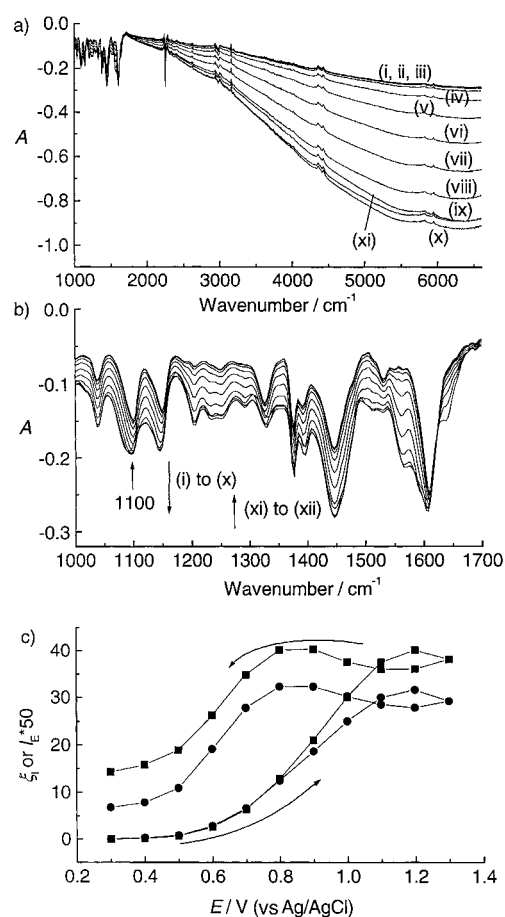 a)
0.0
-0.2
-0.4
-0.6
-0.8
-1.0
A
(i, ii, iii)
(iv)
(v)
(vi)
(vii)
(viii)
(ix)
(xi)
(x)
1000 2000 3000 4000 5000 6000
Wavenumber / cm⁻¹
b)
0.0
-0.1
-0.2
-0.3
A
1100
(i) to (x)
(xi) to (xii)
1000 1100 1200 1300 1400 1500 1600 1700
Wavenumber / cm⁻¹
c)
40
30
20
10
0
ξI or IE*50
0.2 0.4 0.6 0.8 1.0 1.2 1.4
E / V (vs Ag/AgCl)